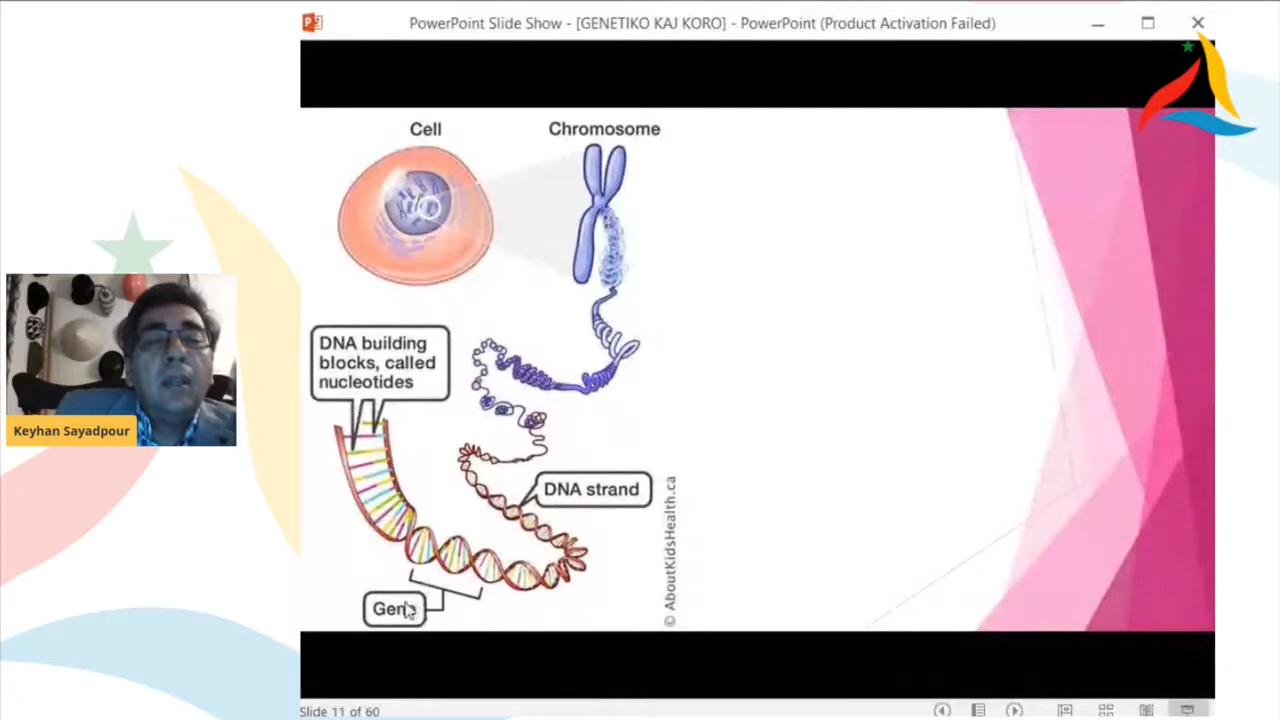 PowerPoint Slide Show - [GENETIKO KAJ KORO] - PowerPoint (Product Activation Failed)
Cell
Chromosome
DNA building
blocks, called
nucleotides
Keyhan Sayadpour
DNA strand
© AboutKidsHealth.ca
Gene
Slide 11 of 60